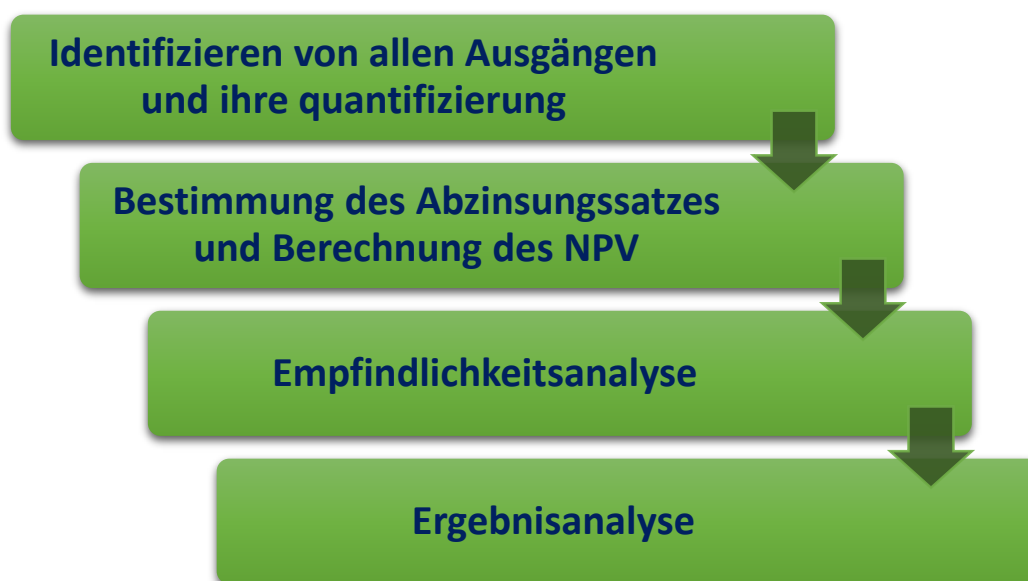 Identifizieren von allen Ausgängen
und ihre quantifizierung
Bestimmung des Abzinsungssatzes
und Berechnung des NPV
Empfindlichkeitsanalyse
Ergebnisanalyse